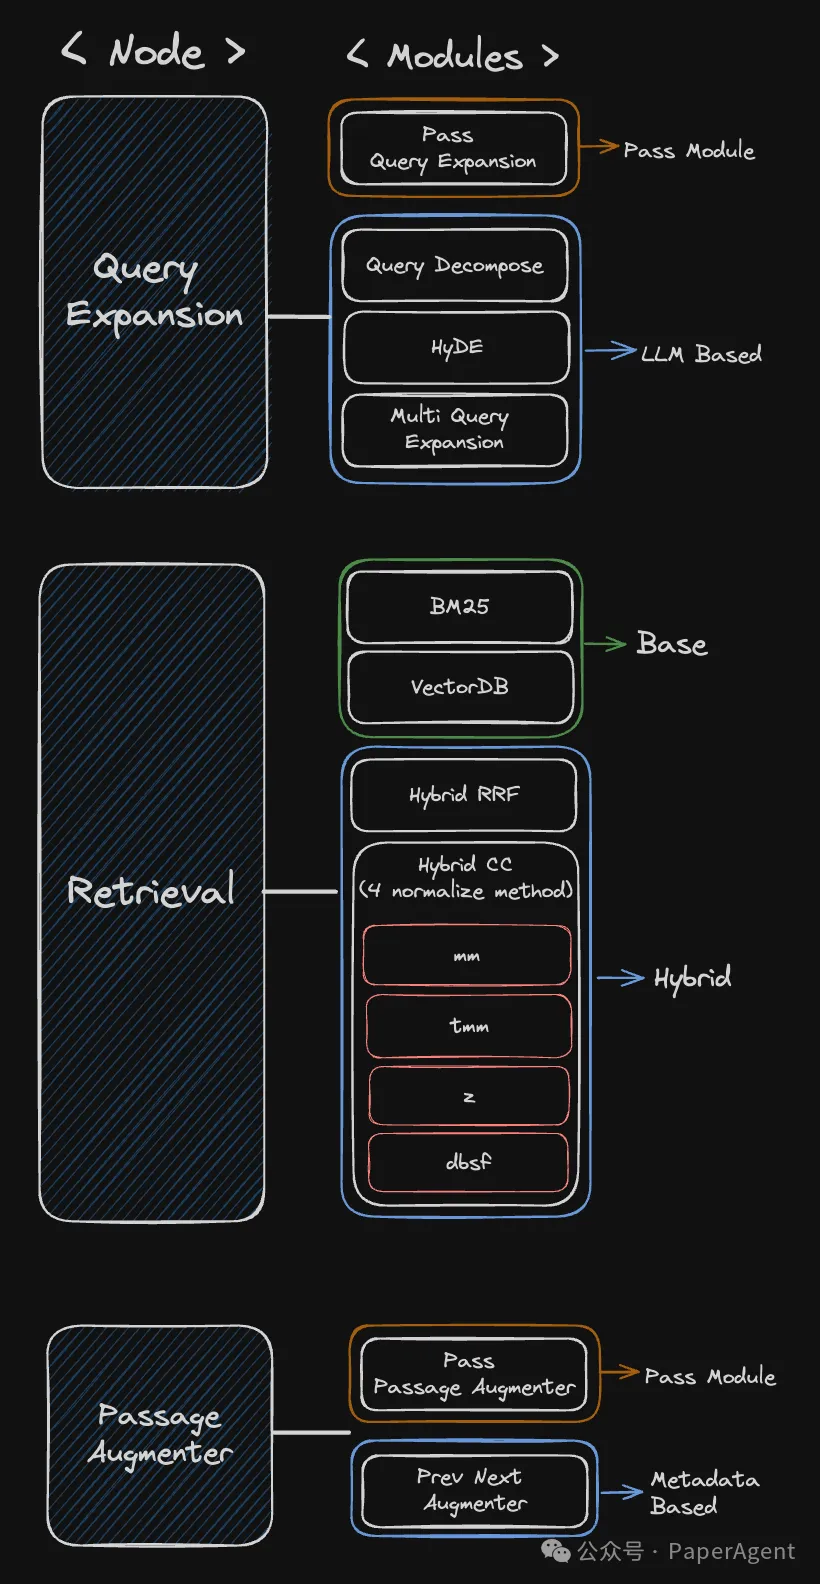 < Node >
< Modules >
Query
Expansion
Pass
Query Expansion
Pass Module
Query Decompose
HyDE
Multi Query
Expansion
LLM Based
Retrieval
BM25
VectorDB
Base
Hybrid RRF
Hybrid CC
(4 normalize method)
mm
tmm
z
dbsf
Hybrid
Passage
Augmenter
Pass
Passage Augmenter
Pass Module
Prev Next
Augmenter
Metadata
Based
公众号 · PaperAgent